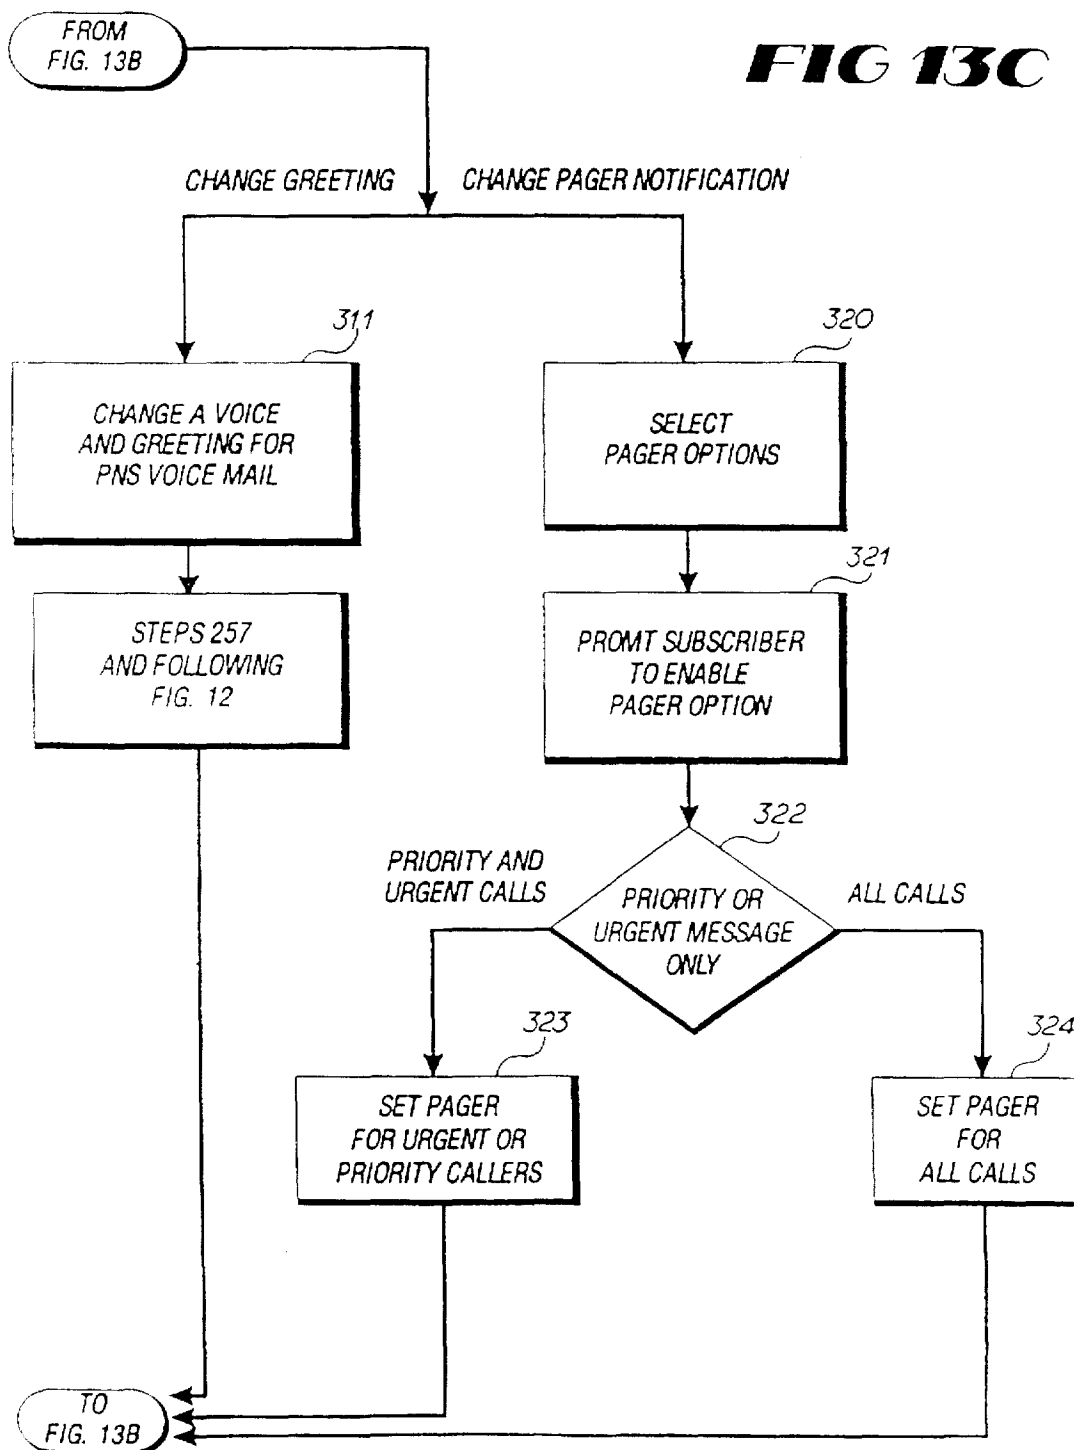 FROM
FIG. 13B
FIG 13C
CHANGE GREETING
CHANGE PAGER NOTIFICATION
311
320
CHANGE A VOICE
AND GREETING FOR
PNS VOICE MAIL
SELECT
PAGER OPTIONS
321
STEPS 257
AND FOLLOWING
FIG. 12
PROMT SUBSCRIBER
TO ENABLE
PAGER OPTION
322
PRIORITY AND
URGENT CALLS
PRIORITY OR
URGENT MESSAGE
ONLY
ALL CALLS
323
324
SET PAGER
FOR URGENT OR
PRIORITY CALLERS
SET PAGER
FOR
ALL CALLS
TO
FIG. 13B